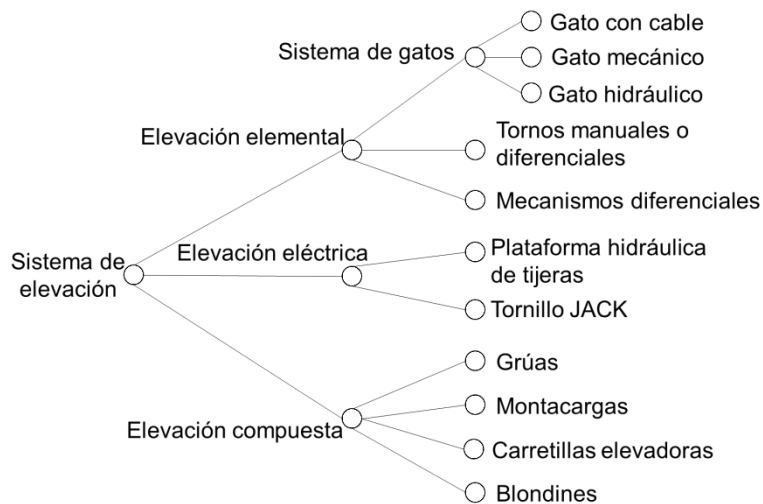 Gato con cable
Sistema de gatos
Gato mecánico
Gato hidráulico
Elevación elemental
Tornos manuales o
diferenciales
Mecanismos diferenciales
Sistema de
elevación
Elevación eléctrica
Plataforma hidráulica
de tijeras
Tornillo JACK
Grúas
Montacargas
Elevación compuesta
Carretillas elevadoras
Blondines